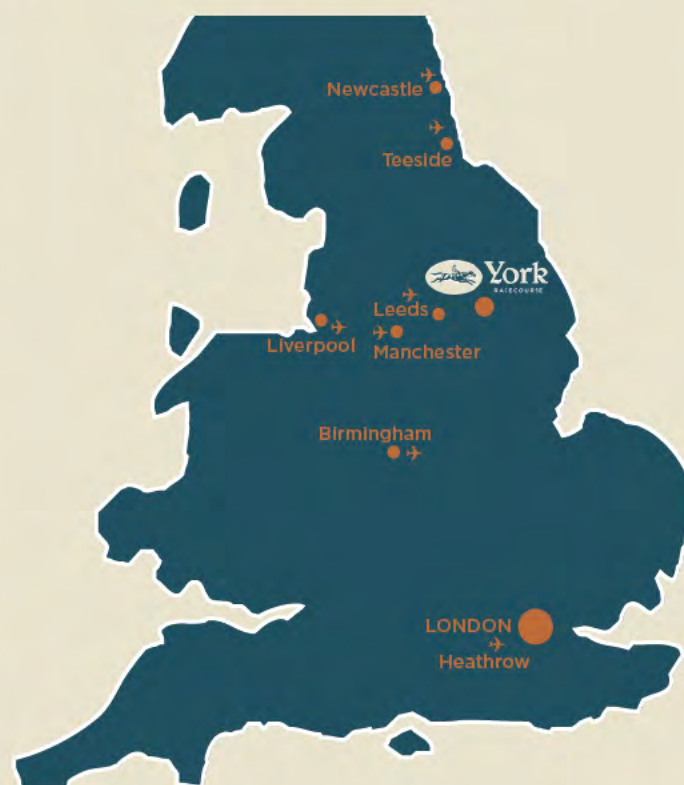 Newcastle
Teeside
York
RACECOURSE
Leeds
Liverpool
Manchester
Birmingham
LONDON
Heathrow